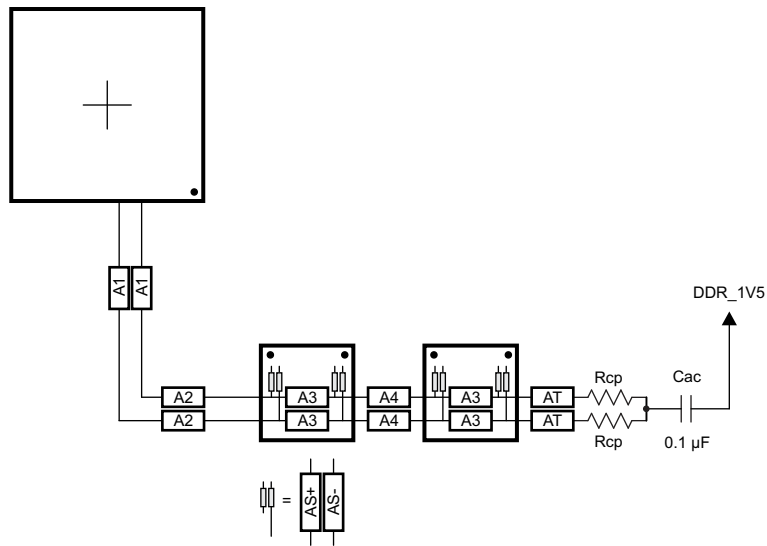 A1 A1
DDR_1V5
A2 A3 A4 A3 AT Rcp Cac
A2 A3 A4 A3 AT Rcp 0.1 µF
= AS+ AS-